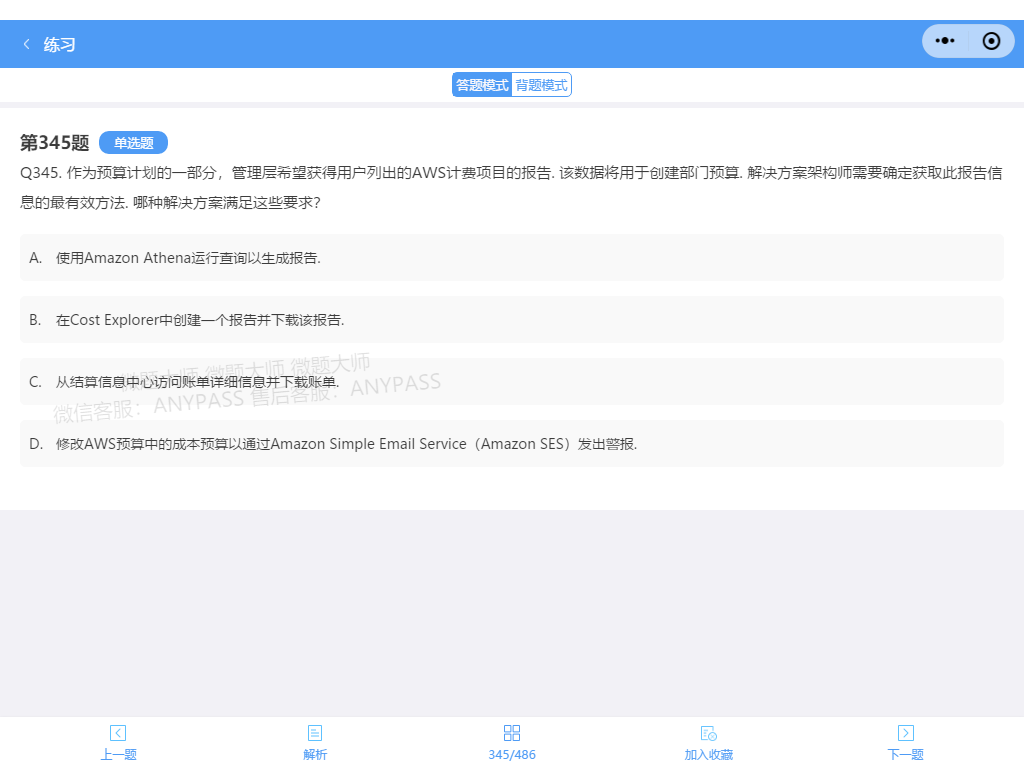 练习
答题模式 背题模式
第345题 单选题
Q345. 作为预算计划的一部分，管理层希望获得用户列出的AWS计费项目的报告. 该数据将用于创建部门预算. 解决方案架构师需要确定获取此报告信
息的最有效方法. 哪种解决方案满足这些要求？
A. 使用Amazon Athena运行查询以生成报告.
B. 在Cost Explorer中创建一个报告并下载该报告.
微题大师 微题大师 微题大师
C. 从结算信息中心访问账单详细信息并下载账单.
微信客服：ANYPASS 售后客服：ANYPASS
D. 修改AWS预算中的成本预算以通过Amazon Simple Email Service（Amazon SES）发出警报.
上一题 解析 345/486 加入收藏 下一题